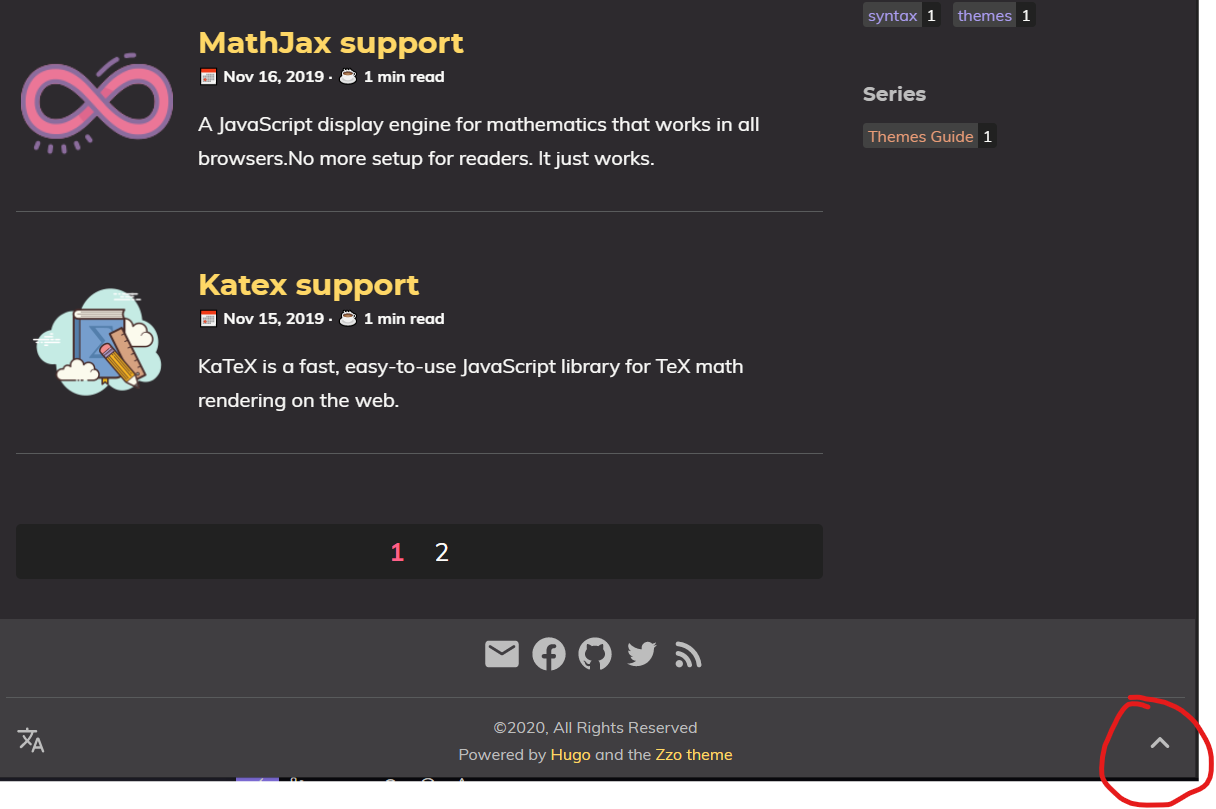 MathJax support
Nov 16, 2019 · 1 min read
A JavaScript display engine for mathematics that works in all
browsers.No more setup for readers. It just works.
Katex support
Nov 15, 2019 · 1 min read
KaTeX is a fast, easy-to-use JavaScript library for TeX math
rendering on the web.
1 2
syntax 1 themes 1
Series
Themes Guide 1
©2020, All Rights Reserved
Powered by Hugo and the Zzo theme